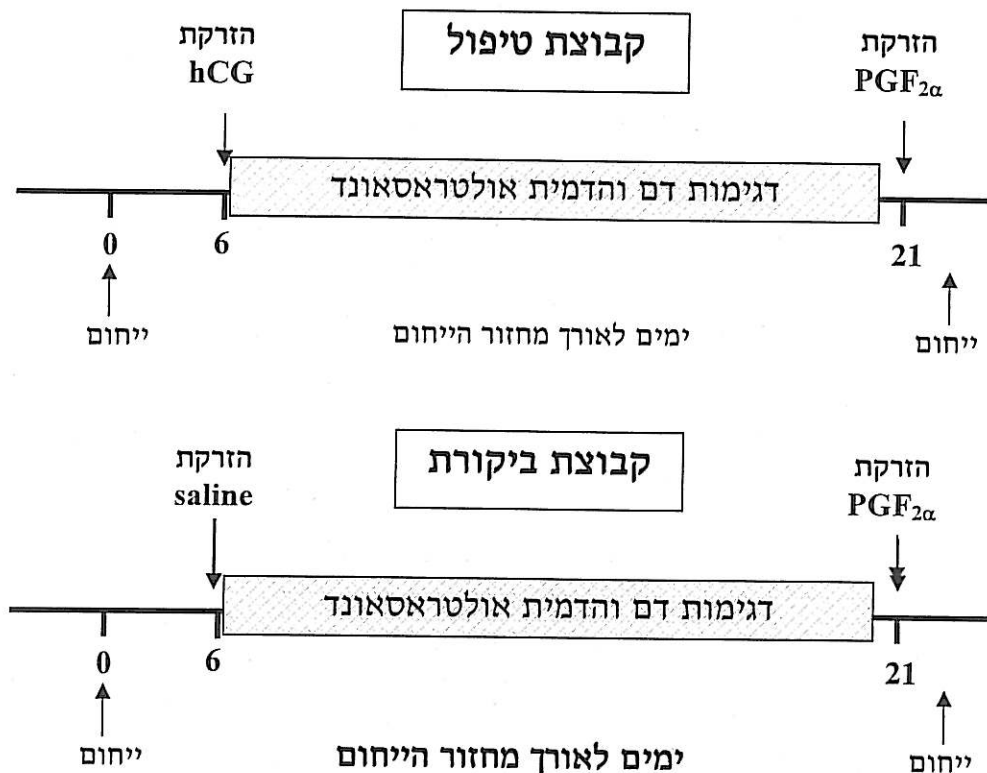 קבוצת טיפול
הזרקת
hCG
הזרקת
PGF2α
דגימות דם והדמית אולטראסאונד
0
6
21
ייחום
ימים לאורך מחזור הייחום
ייחום
קבוצת ביקורת
הזרקת
saline
הזרקת
PGF2α
דגימות דם והדמית אולטראסאונד
0
6
21
ייחום
ימים לאורך מחזור הייחום
ייחום